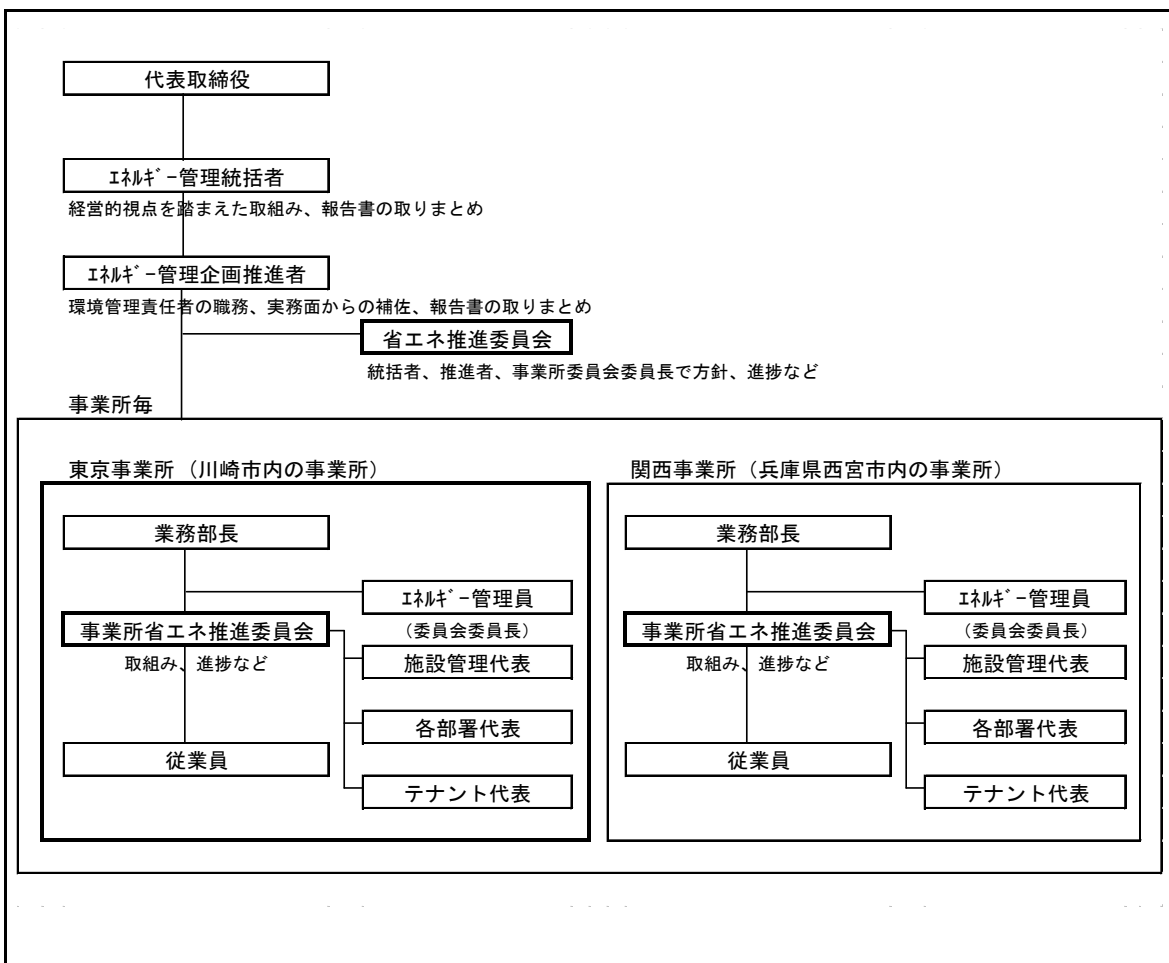 代表取締役
ｴﾈﾙｷﾞｰ管理統括者
経営的視点を踏まえた取組み、報告書の取りまとめ
ｴﾈﾙｷﾞｰ管理企画推進者
環境管理責任者の職務、実務面からの補佐、報告書の取りまとめ
省エネ推進委員会
統括者、推進者、事業所委員会委員長で方針、進捗など
事業所毎
東京事業所（川崎市内の事業所）
業務部長
ｴﾈﾙｷﾞｰ管理員
（委員会委員長）
事業所省エネ推進委員会
取組み、進捗など
施設管理代表
各部署代表
従業員
テナント代表
関西事業所（兵庫県西宮市内の事業所）
業務部長
ｴﾈﾙｷﾞｰ管理員
（委員会委員長）
事業所省エネ推進委員会
取組み、進捗など
施設管理代表
各部署代表
従業員
テナント代表